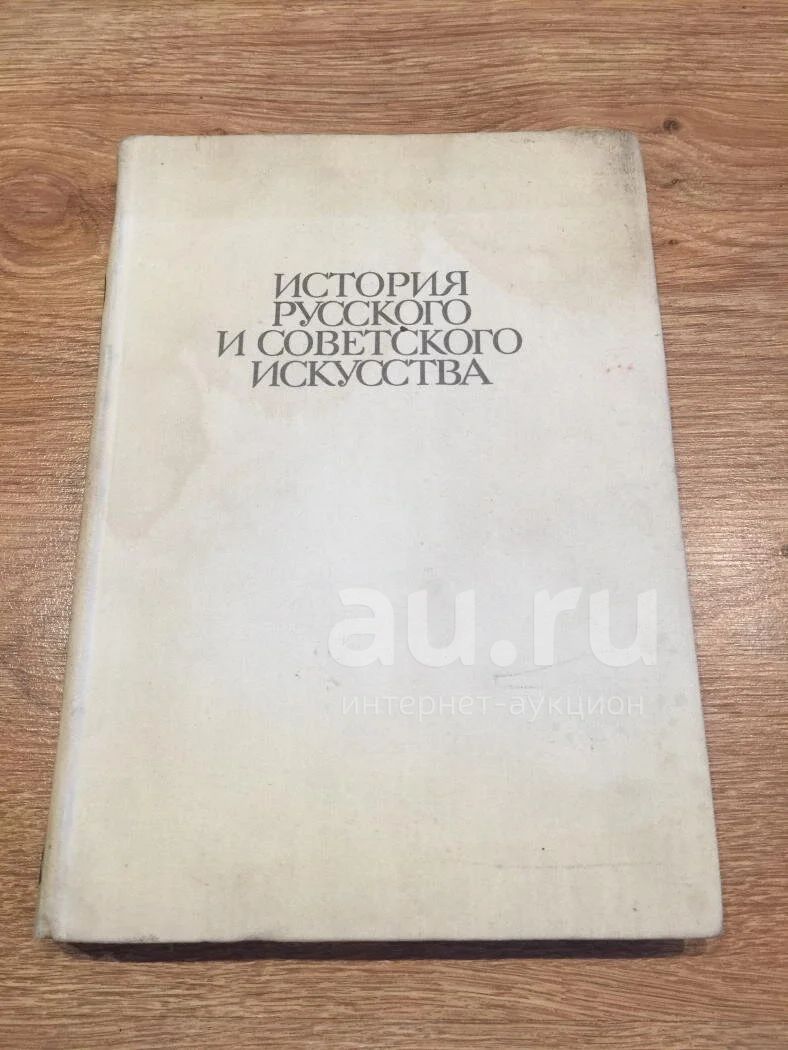 ИСТОРИЯ
РУССКОГО
И СОВЕТСКОГО
ИСКУССТВА
au.ru
интернет-аукцион